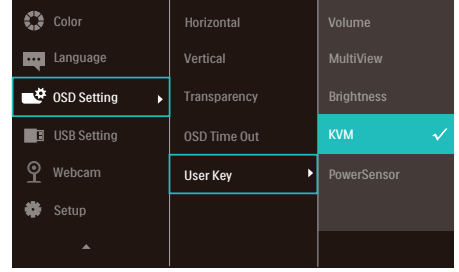 Color
Language
OSD Setting
USB Setting
Webcam
Setup
Horizontal
Vertical
Transparency
OSD Time Out
User Key
Volume
MultiView
Brightness
KVM
PowerSensor